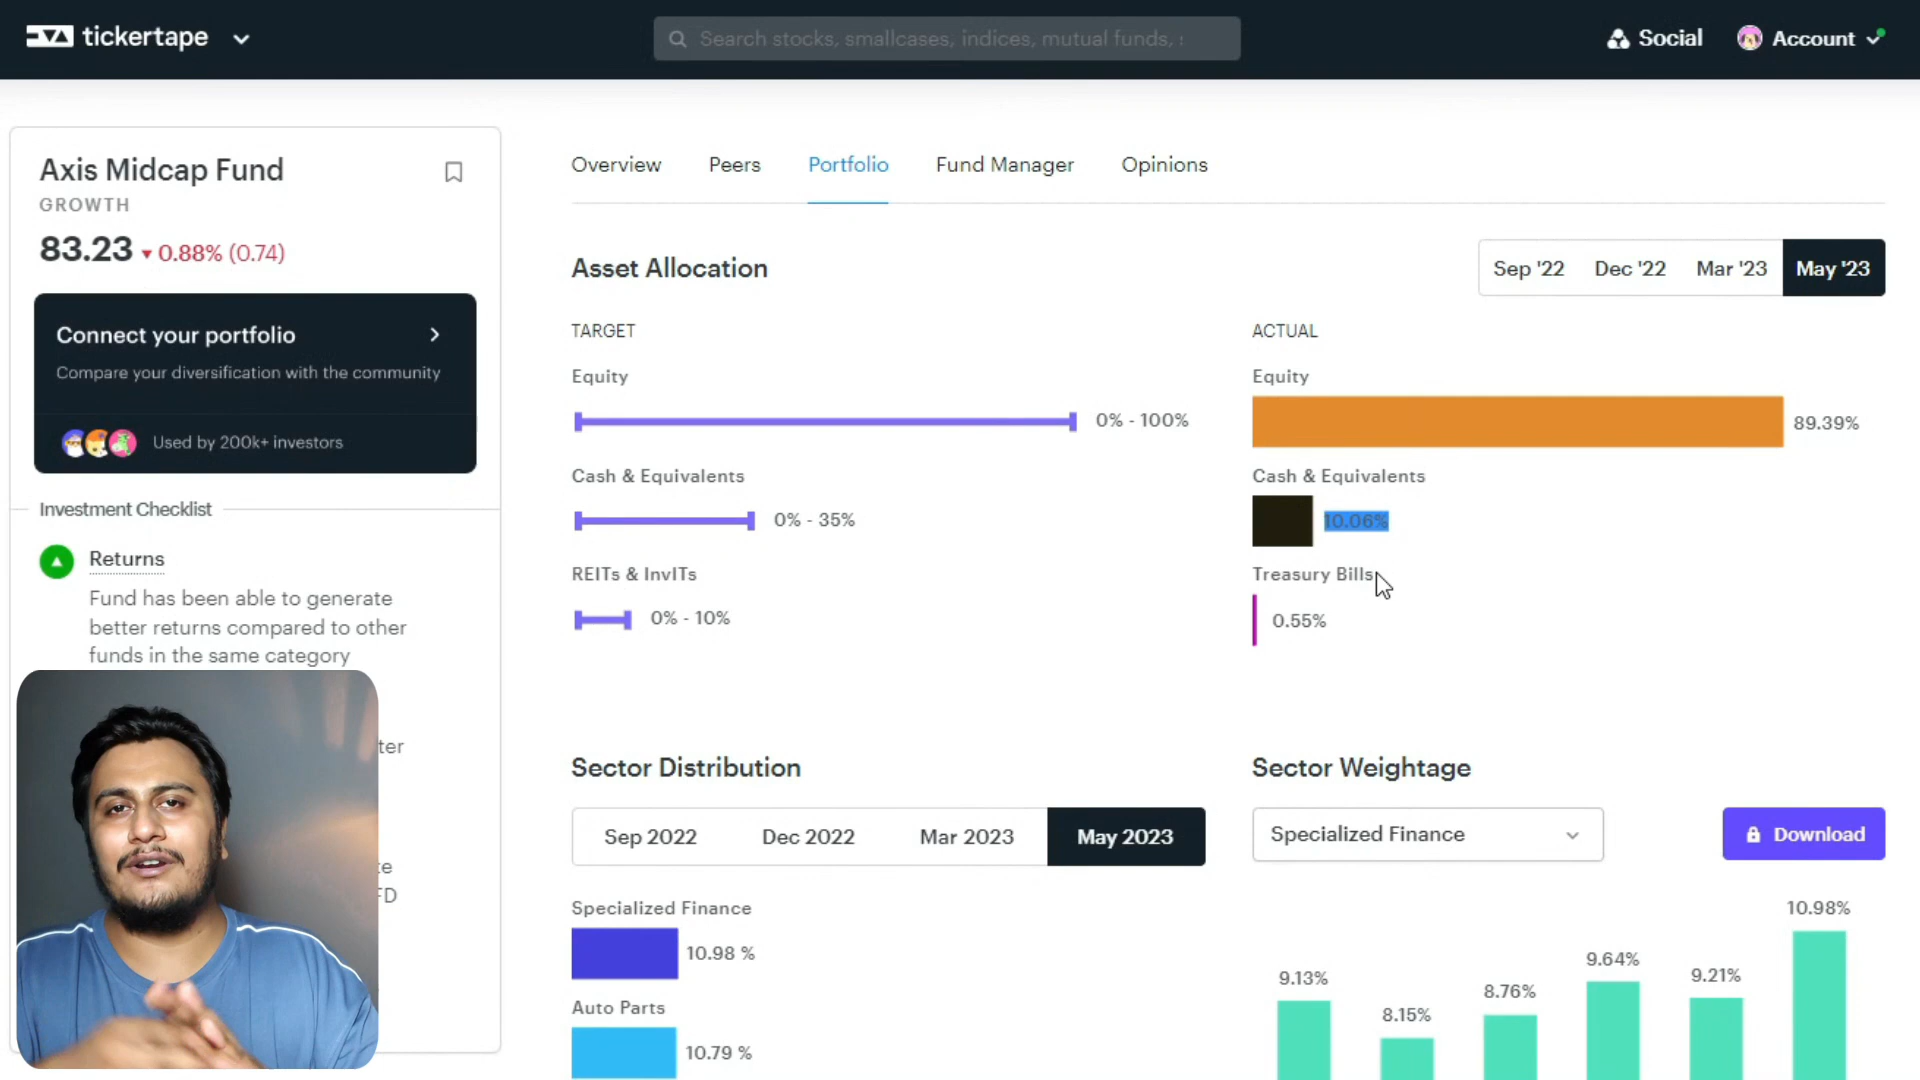 tickertape
Search stocks, smallcases, indices, mutual funds, s
Social
Account
Axis Midcap Fund
GROWTH
83.23 ▾ 0.88% (0.74)
Connect your portfolio
Compare your diversification with the community
Used by 200k+ investors
Investment Checklist
Returns
Fund has been able to generate
better returns compared to other
funds in the same category
ter
te
FD
Overview Peers Portfolio Fund Manager Opinions
Asset Allocation
Sep '22 Dec '22 Mar '23 May '23
TARGET
Equity
0% - 100%
Cash & Equivalents
0% - 35%
REITs & InvITs
0% - 10%
ACTUAL
Equity
89.39%
Cash & Equivalents
10.06%
Treasury Bills
0.55%
Sector Distribution
Sep 2022 Dec 2022 Mar 2023 May 2023
Specialized Finance
10.98 %
Auto Parts
10.79 %
Sector Weightage
Specialized Finance
Download
9.13%
8.15%
8.76%
9.64%
9.21%
10.98%